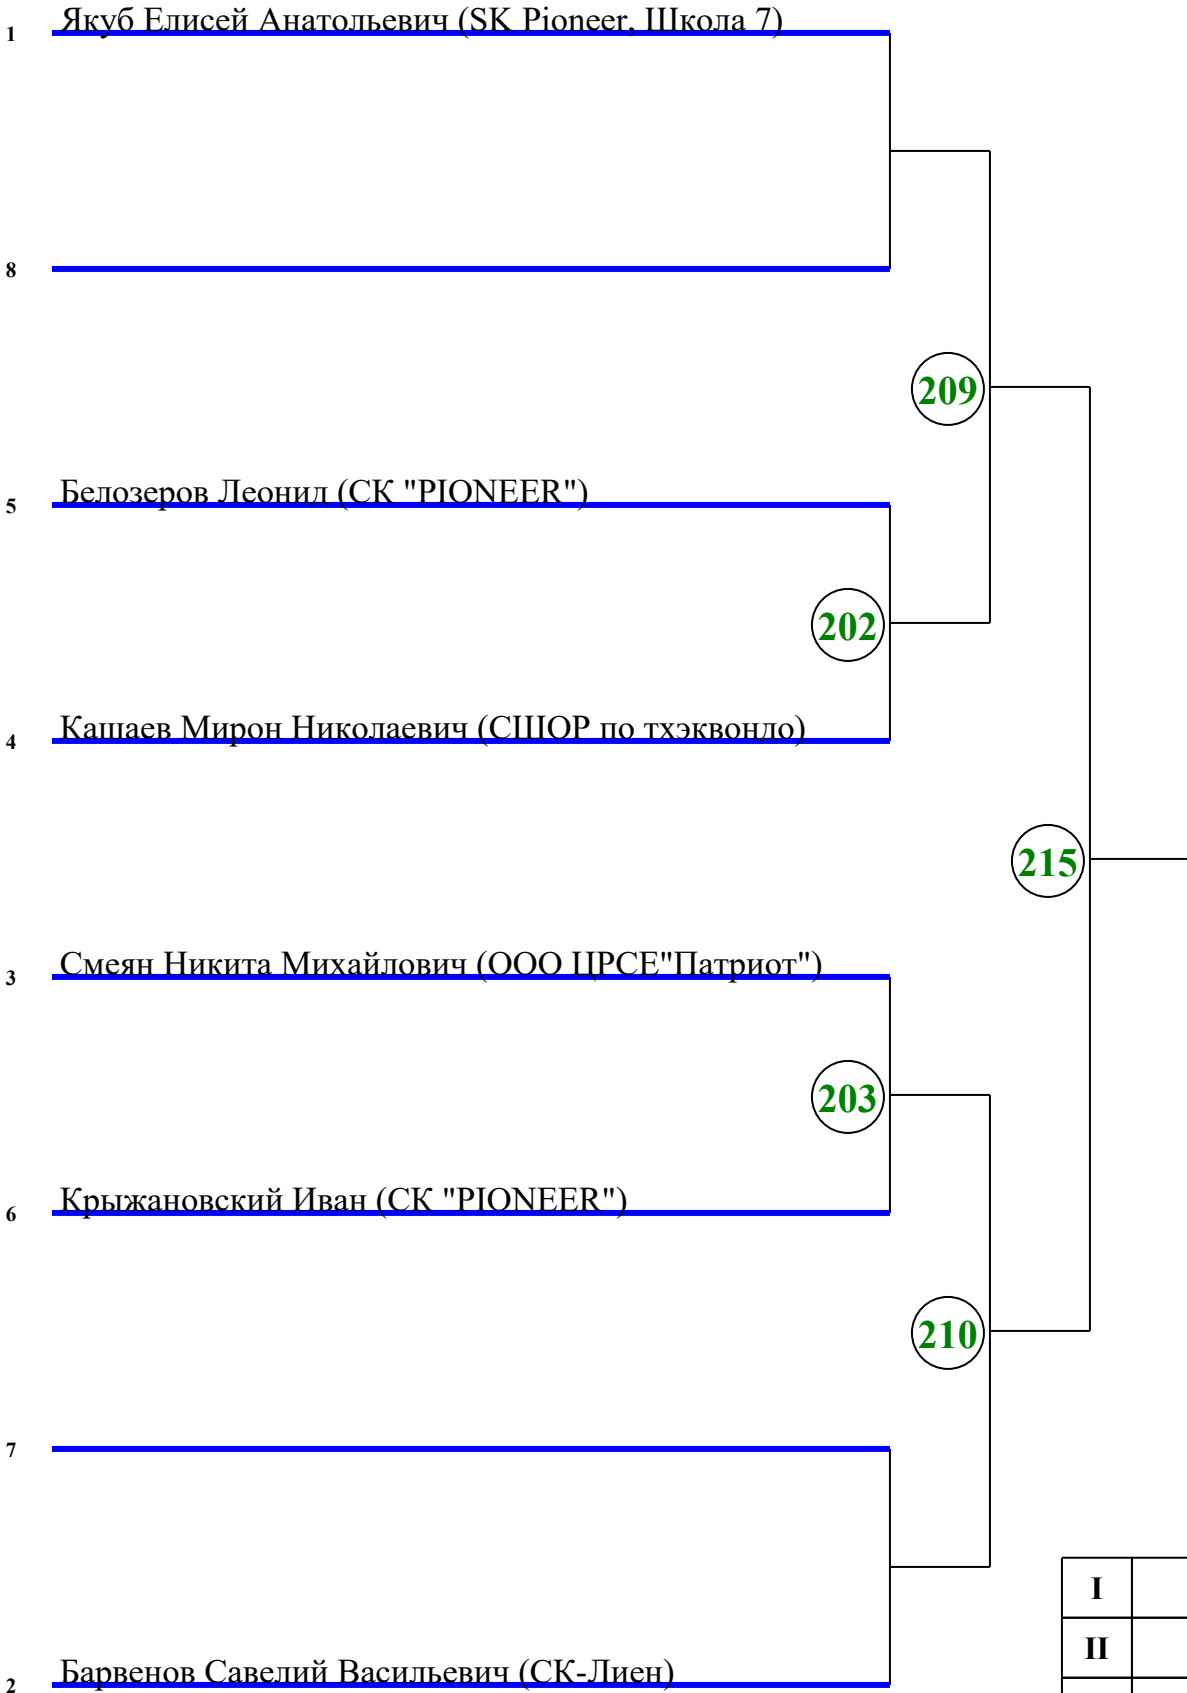 1 Якуб Елисей Анатольевич (SK Pioneer, Школа 7)
8
209
5 Белозеров Леонид (СК "PIONEER")
202
4 Кашаев Мирон Николаевич (СШОР по тхэквондо)
215
3 Смеян Никита Михайлович (ООО ЦРСЕ"Патриот")
203
6 Крыжановский Иван (СК "PIONEER")
210
7
I
II
2 Барвенов Савелий Васильевич (СК-Лиен)